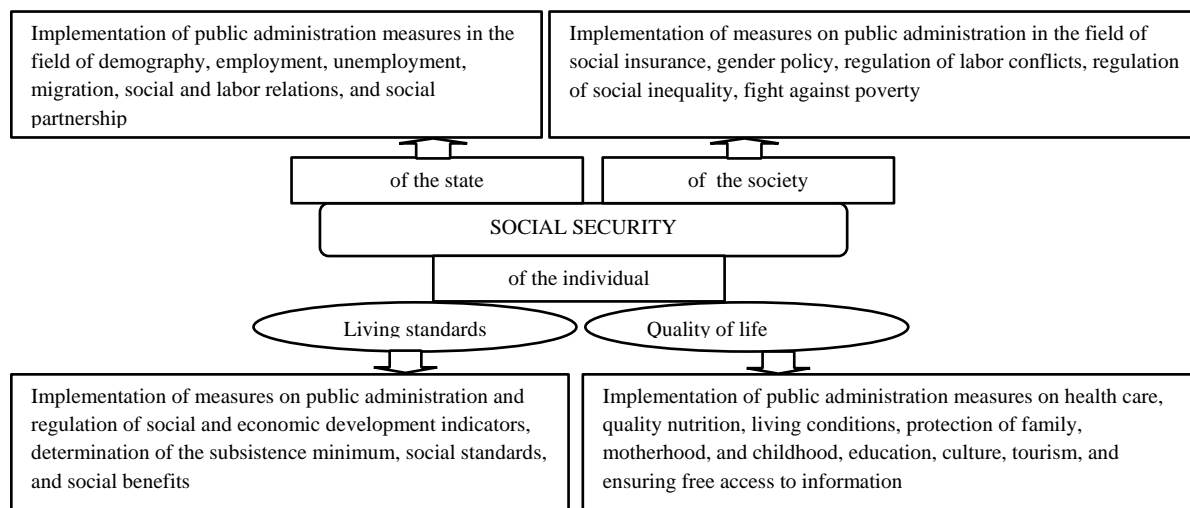 Implementation of public administration measures in the
field of demography, employment, unemployment,
migration, social and labor relations, and social
partnership
Implementation of measures on public administration in the field of
social insurance, gender policy, regulation of labor conflicts, regulation
of social inequality, fight against poverty
of the state
of the society
SOCIAL SECURITY
of the individual
Living standards
Quality of life
Implementation of measures on public administration and
regulation of social and economic development indicators,
determination of the subsistence minimum, social standards,
and social benefits
Implementation of public administration measures on health care,
quality nutrition, living conditions, protection of family,
motherhood, and childhood, education, culture, tourism, and
ensuring free access to information